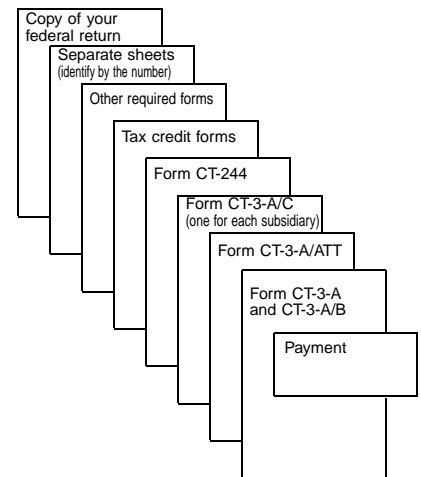 Copy of your
federal return
Separate sheets
(identify by the number)
Other required forms
Tax credit forms
Form CT-244
Form CT-3-A/C
(one for each subsidiary)
Form CT-3-A/ATT
Form CT-3-A
and CT-3-A/B
Payment